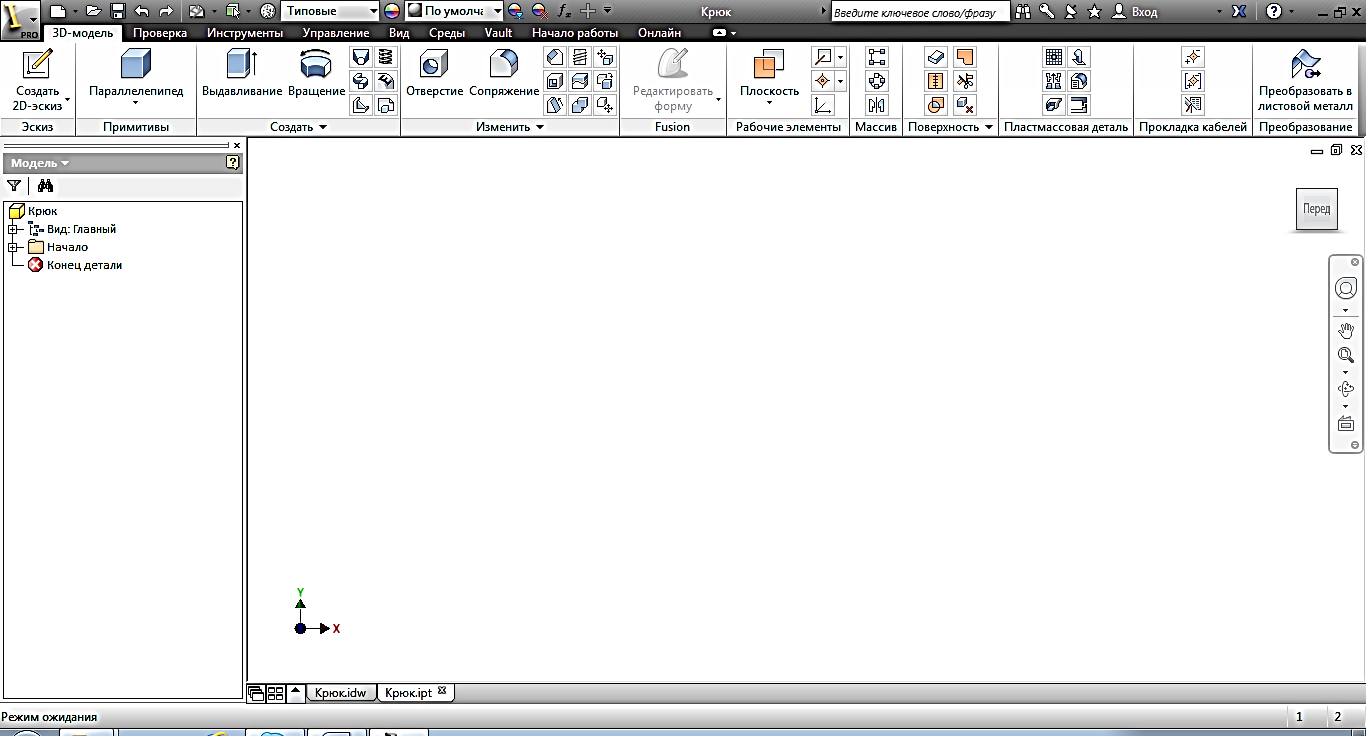 Типовые По умолча Крюк Введите ключевое слово/фразу Вход
PRO 3D-модель Проверка Инструменты Управление Вид Среды Vault Начало работы Онлайн
Создать 2D-эскиз
Параллелепипед
Выдавливание Вращение
Отверстие Сопряжение
Редактировать форму
Плоскость
Преобразовать в листовой металл
Эскиз Примитивы Создать Изменить Fusion Рабочие элементы Массив Поверхность Пластмассовая деталь Прокладка кабелей Преобразование
Модель
Крюк
Вид: Главный
Начало
Конец детали
Перед
Y
X
Крюк.idw Крюк.ipt
Режим ожидания 1 2